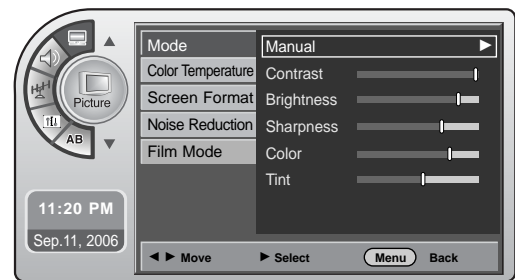 Mode
Color Temperature
Screen Format
Noise Reduction
Film Mode
Manual
Contrast
Brightness
Sharpness
Color
Tint
Picture
AB
11:20 PM
Sep.11, 2006
Move
Select
Menu Back